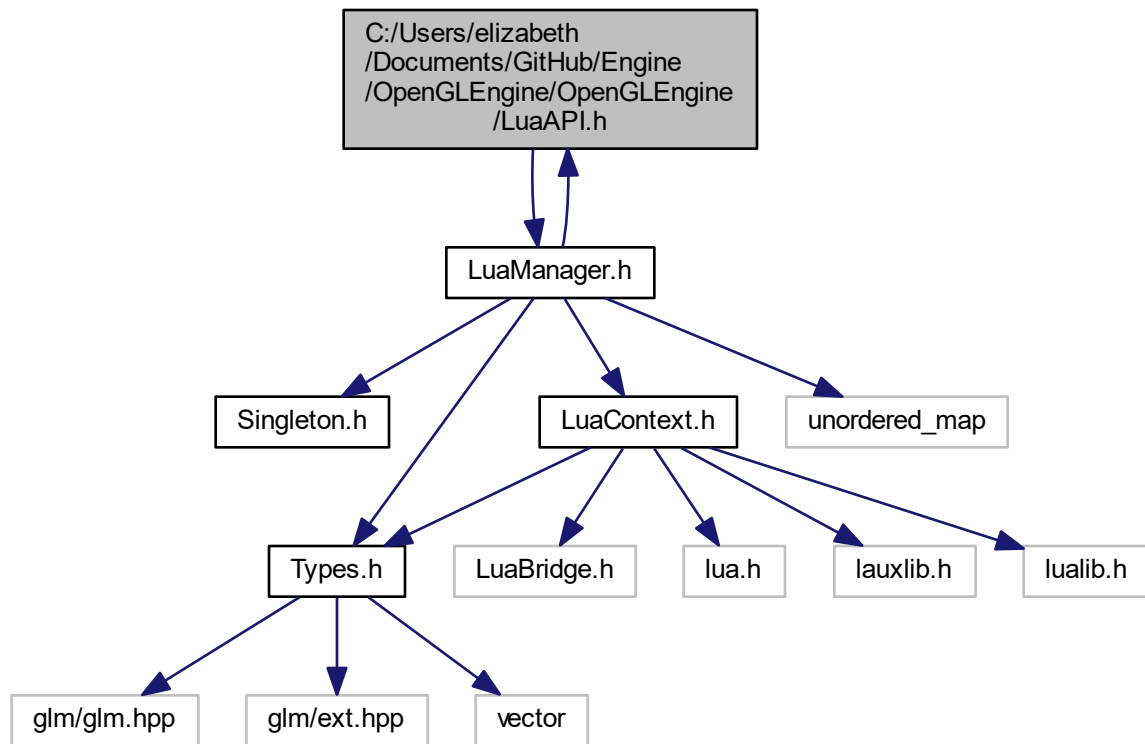 C:/Users/elizabeth
/Documents/GitHub/Engine
/OpenGLEngine/OpenGLEngine
/LuaAPI.h
LuaManager.h
Singleton.h
LuaContext.h
unordered_map
Types.h
LuaBridge.h
lua.h
lauxlib.h
lualib.h
glm/glm.hpp
glm/ext.hpp
vector